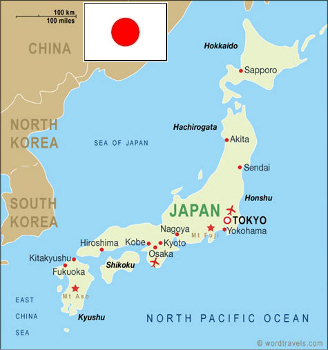 100 km
100 miles
CHINA
Hokkaido
Sapporo
NORTH
KOREA
SEA OF JAPAN
Hachirogata
Akita
Sendai
SOUTH
KOREA
Honshu
JAPAN
TOKYO
Mt Fuji
Yokohama
Nagoya
Kobe
Kyoto
Hiroshima
Osaka
Kitakyushu
Shikoku
Fukuoka
Mt Aso
EAST
CHINA
SEA
Kyushu
NORTH PACIFIC OCEAN
© wordtravels.com